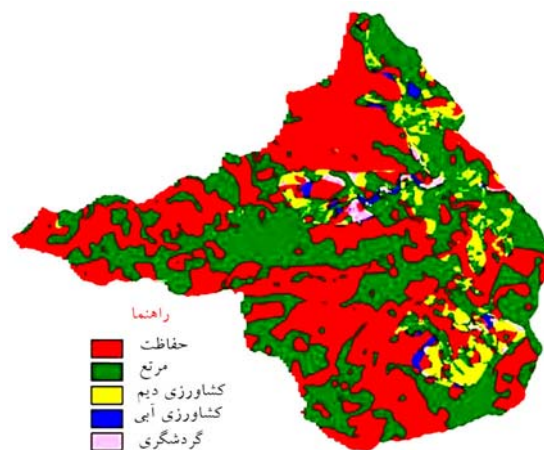 راهنما
حفاظت
مرتع
کشاورزی دیم
کشاورزی آبی
گردشگری